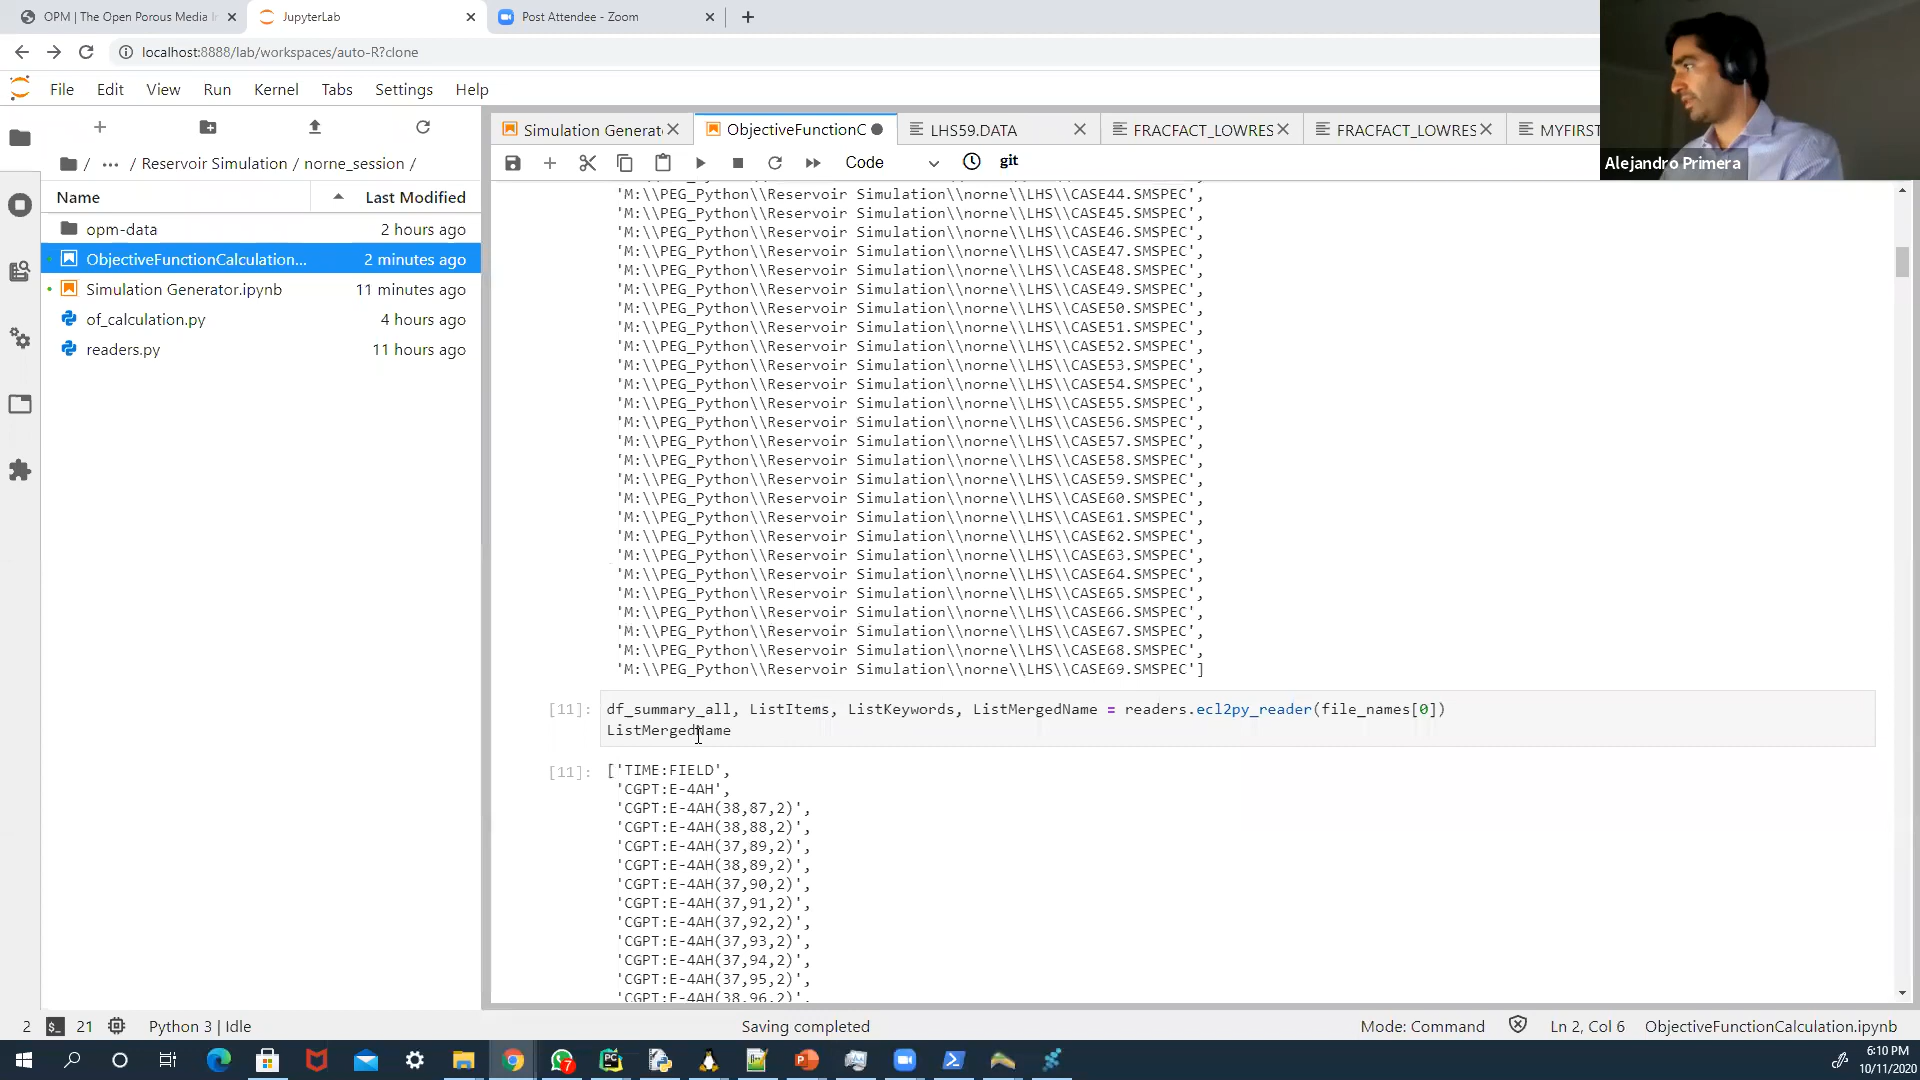 OPM | The Open Porous Media In
JupyterLab
Post Attendee - Zoom
localhost:8888/lab/workspaces/auto-R?clone
File Edit View Run Kernel Tabs Settings Help
Simulation Generat
ObjectiveFunctionC
LHS59.DATA
FRACFACT_LOWRES
FRACFACT_LOWRES
MYFIRST
Alejandro Primera
Code
git
/ ... / Reservoir Simulation / norne_session /
Name Last Modified
opm-data 2 hours ago
ObjectiveFunctionCalculation... 2 minutes ago
Simulation Generator.ipynb 11 minutes ago
of_calculation.py 4 hours ago
readers.py 11 hours ago
'M:\\PEG_Python\\Reservoir Simulation\\norne\\LHS\\CASE44.SMSPEC',
'M:\\PEG_Python\\Reservoir Simulation\\norne\\LHS\\CASE45.SMSPEC',
'M:\\PEG_Python\\Reservoir Simulation\\norne\\LHS\\CASE46.SMSPEC',
'M:\\PEG_Python\\Reservoir Simulation\\norne\\LHS\\CASE47.SMSPEC',
'M:\\PEG_Python\\Reservoir Simulation\\norne\\LHS\\CASE48.SMSPEC',
'M:\\PEG_Python\\Reservoir Simulation\\norne\\LHS\\CASE49.SMSPEC',
'M:\\PEG_Python\\Reservoir Simulation\\norne\\LHS\\CASE50.SMSPEC',
'M:\\PEG_Python\\Reservoir Simulation\\norne\\LHS\\CASE51.SMSPEC',
'M:\\PEG_Python\\Reservoir Simulation\\norne\\LHS\\CASE52.SMSPEC',
'M:\\PEG_Python\\Reservoir Simulation\\norne\\LHS\\CASE53.SMSPEC',
'M:\\PEG_Python\\Reservoir Simulation\\norne\\LHS\\CASE54.SMSPEC',
'M:\\PEG_Python\\Reservoir Simulation\\norne\\LHS\\CASE55.SMSPEC',
'M:\\PEG_Python\\Reservoir Simulation\\norne\\LHS\\CASE56.SMSPEC',
'M:\\PEG_Python\\Reservoir Simulation\\norne\\LHS\\CASE57.SMSPEC',
'M:\\PEG_Python\\Reservoir Simulation\\norne\\LHS\\CASE58.SMSPEC',
'M:\\PEG_Python\\Reservoir Simulation\\norne\\LHS\\CASE59.SMSPEC',
'M:\\PEG_Python\\Reservoir Simulation\\norne\\LHS\\CASE60.SMSPEC',
'M:\\PEG_Python\\Reservoir Simulation\\norne\\LHS\\CASE61.SMSPEC',
'M:\\PEG_Python\\Reservoir Simulation\\norne\\LHS\\CASE62.SMSPEC',
'M:\\PEG_Python\\Reservoir Simulation\\norne\\LHS\\CASE63.SMSPEC',
'M:\\PEG_Python\\Reservoir Simulation\\norne\\LHS\\CASE64.SMSPEC',
'M:\\PEG_Python\\Reservoir Simulation\\norne\\LHS\\CASE65.SMSPEC',
'M:\\PEG_Python\\Reservoir Simulation\\norne\\LHS\\CASE66.SMSPEC',
'M:\\PEG_Python\\Reservoir Simulation\\norne\\LHS\\CASE67.SMSPEC',
'M:\\PEG_Python\\Reservoir Simulation\\norne\\LHS\\CASE68.SMSPEC',
'M:\\PEG_Python\\Reservoir Simulation\\norne\\LHS\\CASE69.SMSPEC']
[11]: df_summary_all, ListItems, ListKeywords, ListMergedName = readers.ecl2py_reader(file_names[0])
ListMergedName
[11]: ['TIME:FIELD',
'CGPT:E-4AH',
'CGPT:E-4AH(38,87,2)',
'CGPT:E-4AH(38,88,2)',
'CGPT:E-4AH(37,89,2)',
'CGPT:E-4AH(38,89,2)',
'CGPT:E-4AH(37,90,2)',
'CGPT:E-4AH(37,91,2)',
'CGPT:E-4AH(37,92,2)',
'CGPT:E-4AH(37,93,2)',
'CGPT:E-4AH(37,94,2)',
'CGPT:E-4AH(37,95,2)',
'CGPT:E-4AH(38,96,2)',
2 21 Python 3 | Idle Saving completed Mode: Command Ln 2, Col 6 ObjectiveFunctionCalculation.ipynb
6:10 PM
10/11/2020